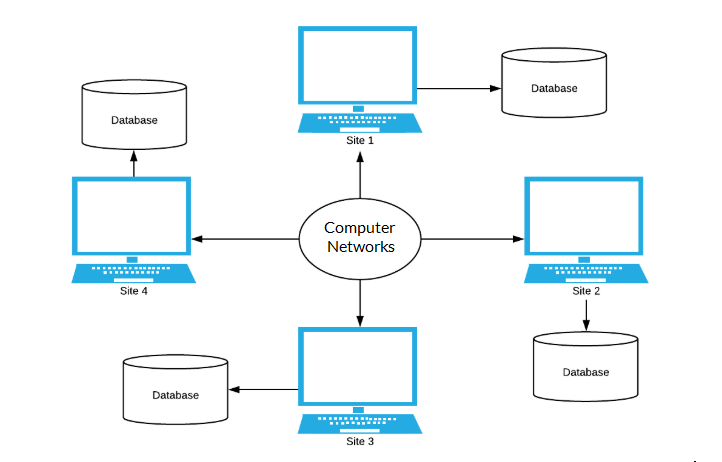 Database
Site 1
Database
Computer
Networks
Site 4
Site 2
Database
Database
Site 3